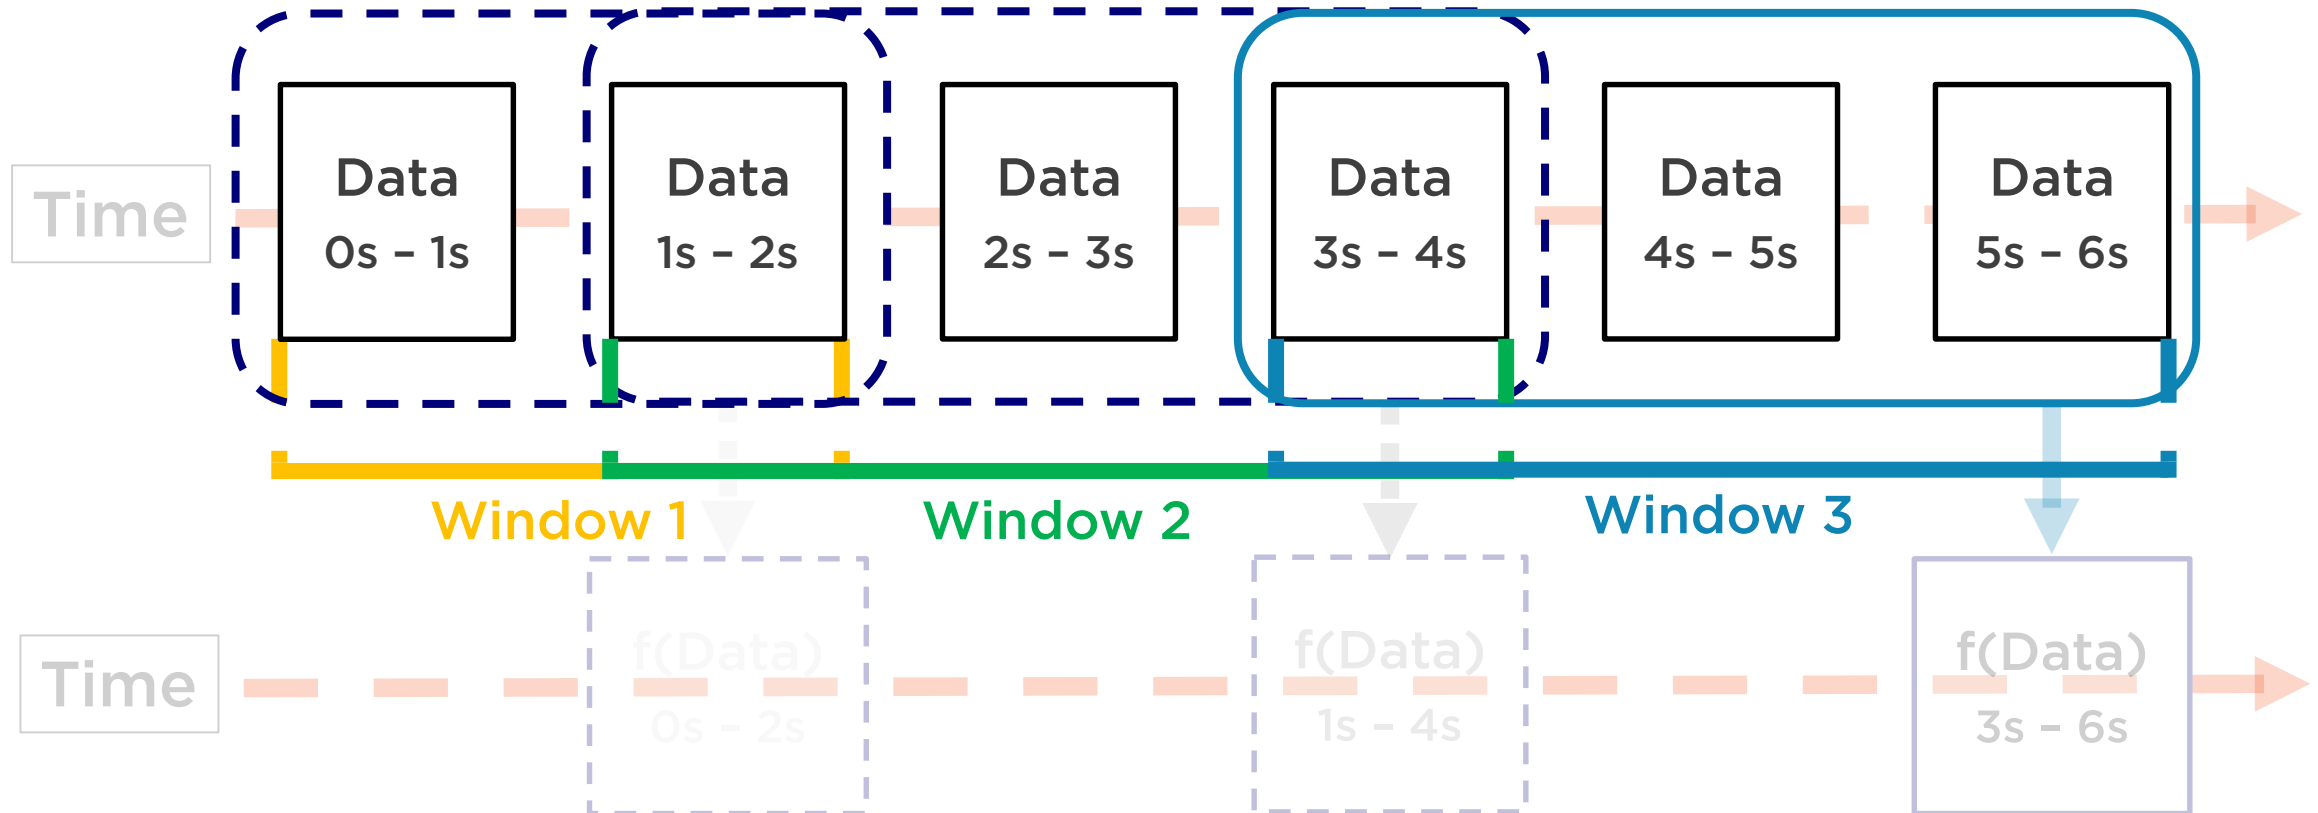 Time
Data
0s – 1s
Data
1s – 2s
Data
2s – 3s
Data
3s – 4s
Data
4s – 5s
Data
5s – 6s
Window 1
Window 2
Window 3
Time
f(Data)
0s – 2s
f(Data)
1s – 4s
f(Data)
3s – 6s